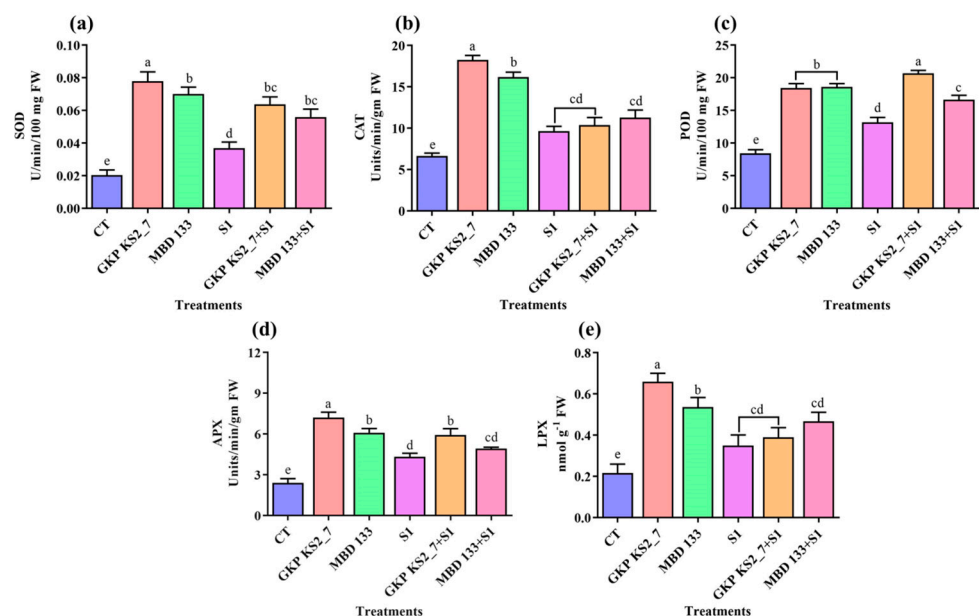 (a)
SOD
U/min/100 mg FW
0.10
0.08
0.06
0.04
0.02
0.00
e
a
b
d
bc
bc
CT
GKP KS2_7
MBD 133
S1
GKP KS2_7+S1
MBD 133+S1
Treatments
(b)
CAT
Units/min/gm FW
20
15
10
5
0
e
a
b
cd
cd
CT
GKP KS2_7
MBD 133
S1
GKP KS2_7+S1
MBD 133+S1
Treatments
(c)
POD
U/min/100 mg FW
25
20
15
10
5
0
e
b
d
a
c
CT
GKP KS2_7
MBD 133
S1
GKP KS2_7+S1
MBD 133+S1
Treatments
(d)
APX
Units/min/gm FW
12
9
6
3
0
e
a
b
d
b
cd
CT
GKP KS2_7
MBD 133
S1
GKP KS2_7+S1
MBD 133+S1
Treatments
(e)
LPX
nmol g⁻¹ FW
0.8
0.6
0.4
0.2
0.0
e
a
b
cd
cd
CT
GKP KS2_7
MBD 133
S1
GKP KS2_7+S1
MBD 133+S1
Treatments